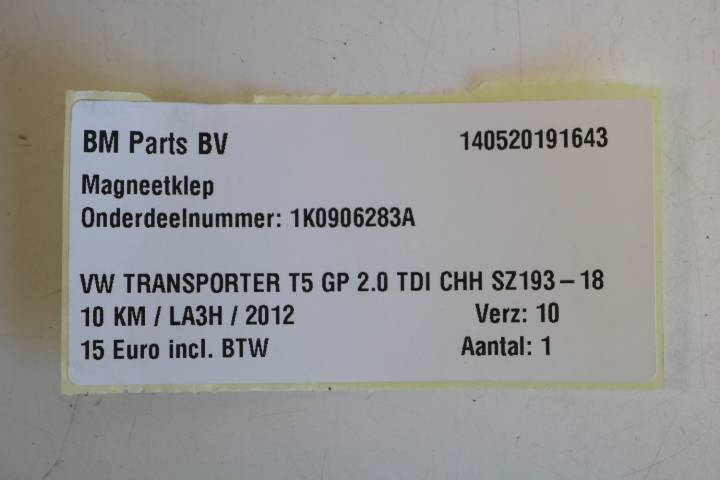 BM Parts BV 140520191643
Magneetklep
Onderdeelnummer: 1K0906283A
VW TRANSPORTER T5 GP 2.0 TDI CHH SZ193-18
10 KM / LA3H / 2012 Verz: 10
15 Euro incl. BTW Aantal: 1